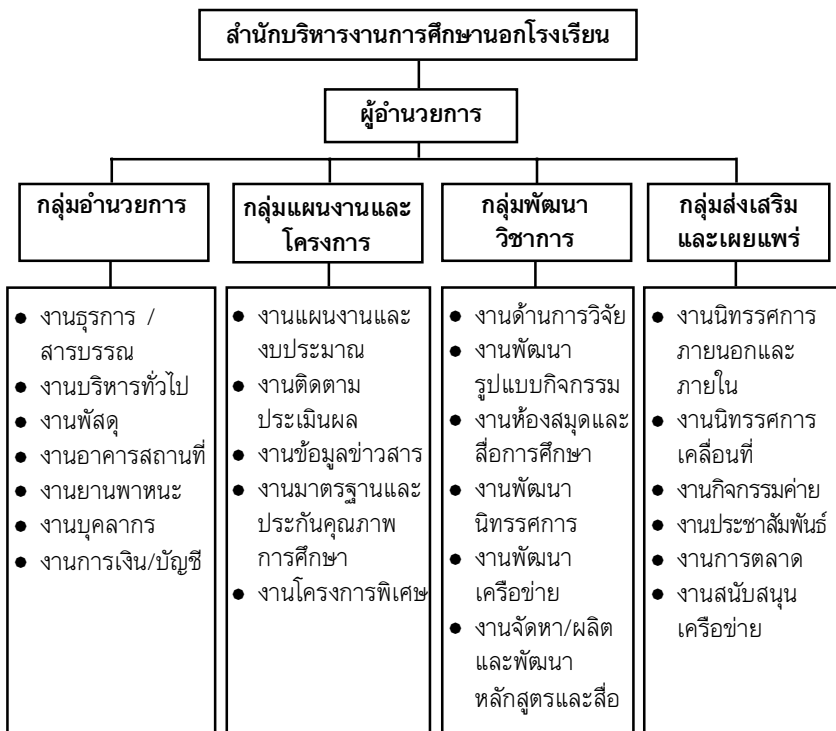 สำนักบริหารงานการศึกษานอกโรงเรียน
ผู้อำนวยการ
กลุ่มอำนวยการ
● งานธุรการ /
สารบรรณ
● งานบริหารทั่วไป
● งานพัสดุ
● งานอาคารสถานที่
● งานยานพาหนะ
● งานบุคลากร
● งานการเงิน/บัญชี
กลุ่มแผนงานและ
โครงการ
● งานแผนงานและ
งบประมาณ
● งานติดตาม
ประเมินผล
● งานข้อมูลข่าวสาร
● งานมาตรฐานและ
ประกันคุณภาพ
การศึกษา
● งานโครงการพิเศษ
กลุ่มพัฒนา
วิชาการ
● งานด้านการวิจัย
● งานพัฒนา
รูปแบบกิจกรรม
● งานห้องสมุดและ
สื่อการศึกษา
● งานพัฒนา
นิทรรศการ
● งานพัฒนา
เครือข่าย
● งานจัดหา/ผลิต
และพัฒนา
หลักสูตรและสื่อ
กลุ่มส่งเสริม
และเผยแพร่
● งานนิทรรศการ
ภายนอกและ
ภายใน
● งานนิทรรศการ
เคลื่อนที่
● งานกิจกรรมค่าย
● งานประชาสัมพันธ์
● งานการตลาด
● งานสนับสนุน
เครือข่าย